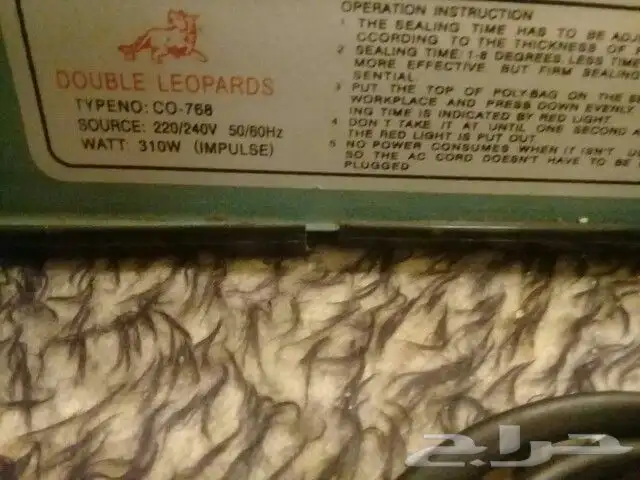 DOUBLE LEOPARDS
TYPENO: CO-768
SOURCE: 220/240V 50/60Hz
WATT: 310W (IMPULSE)
OPERATION INSTRUCTION
1 THE SEALING TIME HAS TO BE
CCORDING TO THE THICKNESS OF
2 SEALING TIME: 1-8 DEGREES. LESS TIME
MORE EFFECTIVE. BUT FIRM SEALING
SENTIAL.
3 PUT THE TOP OF POLYBAG ON THE
WORKPLACE AND PRESS DOWN EVENLY
ING TIME IS INDICATED BY RED LIGHT.
4 DON'T TAKE IT AT UNTIL ONE SECOND
THE RED LIGHT IS PUT OUT.
5 NO POWER CONSUMES WHEN IT ISN'T
SO THE AC CORD DOESN'T HAVE TO BE
PLUGGED
حراج